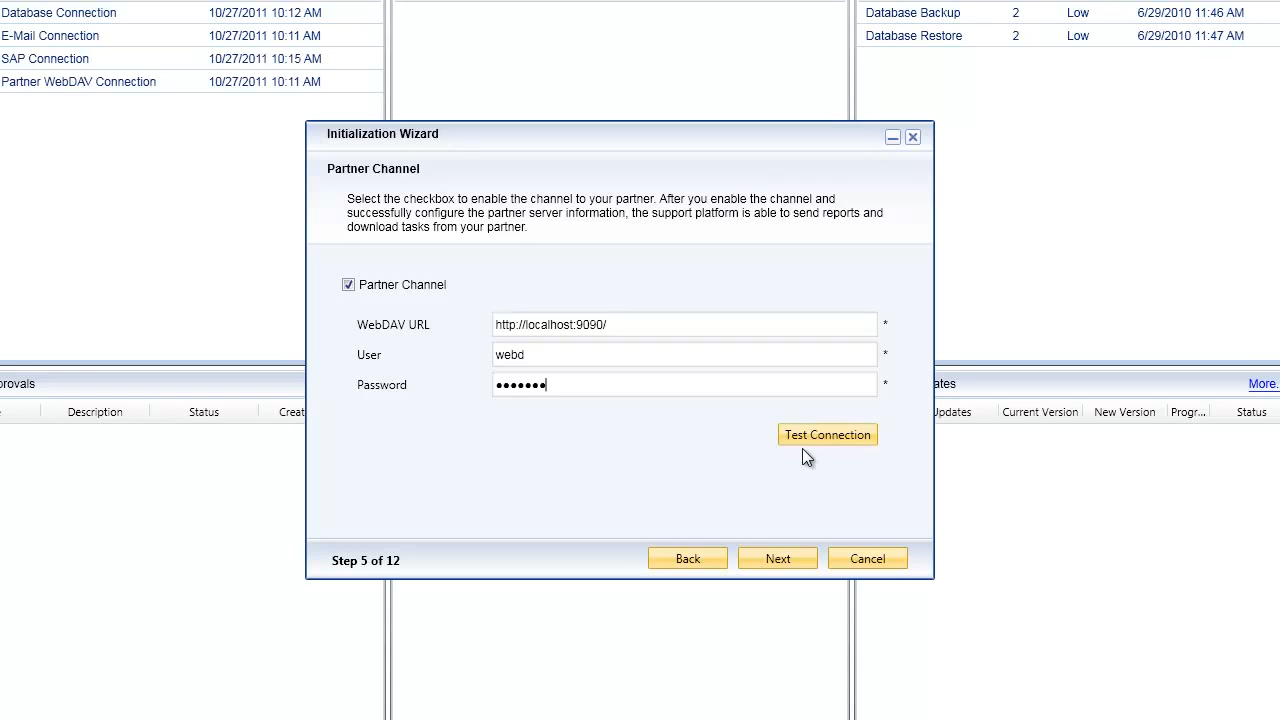 Database Connection 10/27/2011 10:12 AM
E-Mail Connection 10/27/2011 10:11 AM
SAP Connection 10/27/2011 10:15 AM
Partner WebDAV Connection 10/27/2011 10:11 AM
Database Backup 2 Low 6/29/2010 11:46 AM
Database Restore 2 Low 6/29/2010 11:47 AM
Initialization Wizard
Partner Channel
Select the checkbox to enable the channel to your partner. After you enable the channel and
successfully configure the partner server information, the support platform is able to send reports and
download tasks from your partner.
Partner Channel
WebDAV URL http://localhost:9090/ *
User webd *
Password ●●●●●●● *
Test Connection
Step 5 of 12 Back Next Cancel
provals
Description Status Creat
ates More.
Updates Current Version New Version Progr... Status